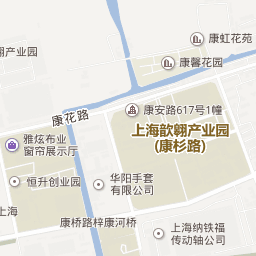 康虹花苑
翱产业园
康馨花园
康花路
康安路617号1幢
上海歆翱产业园
(康杉路)
雅炫布业
窗帘展示厅
恒升创业园
华阳手套
有限公司
上海
康桥路梓康河桥
上海纳铁福
传动轴公司